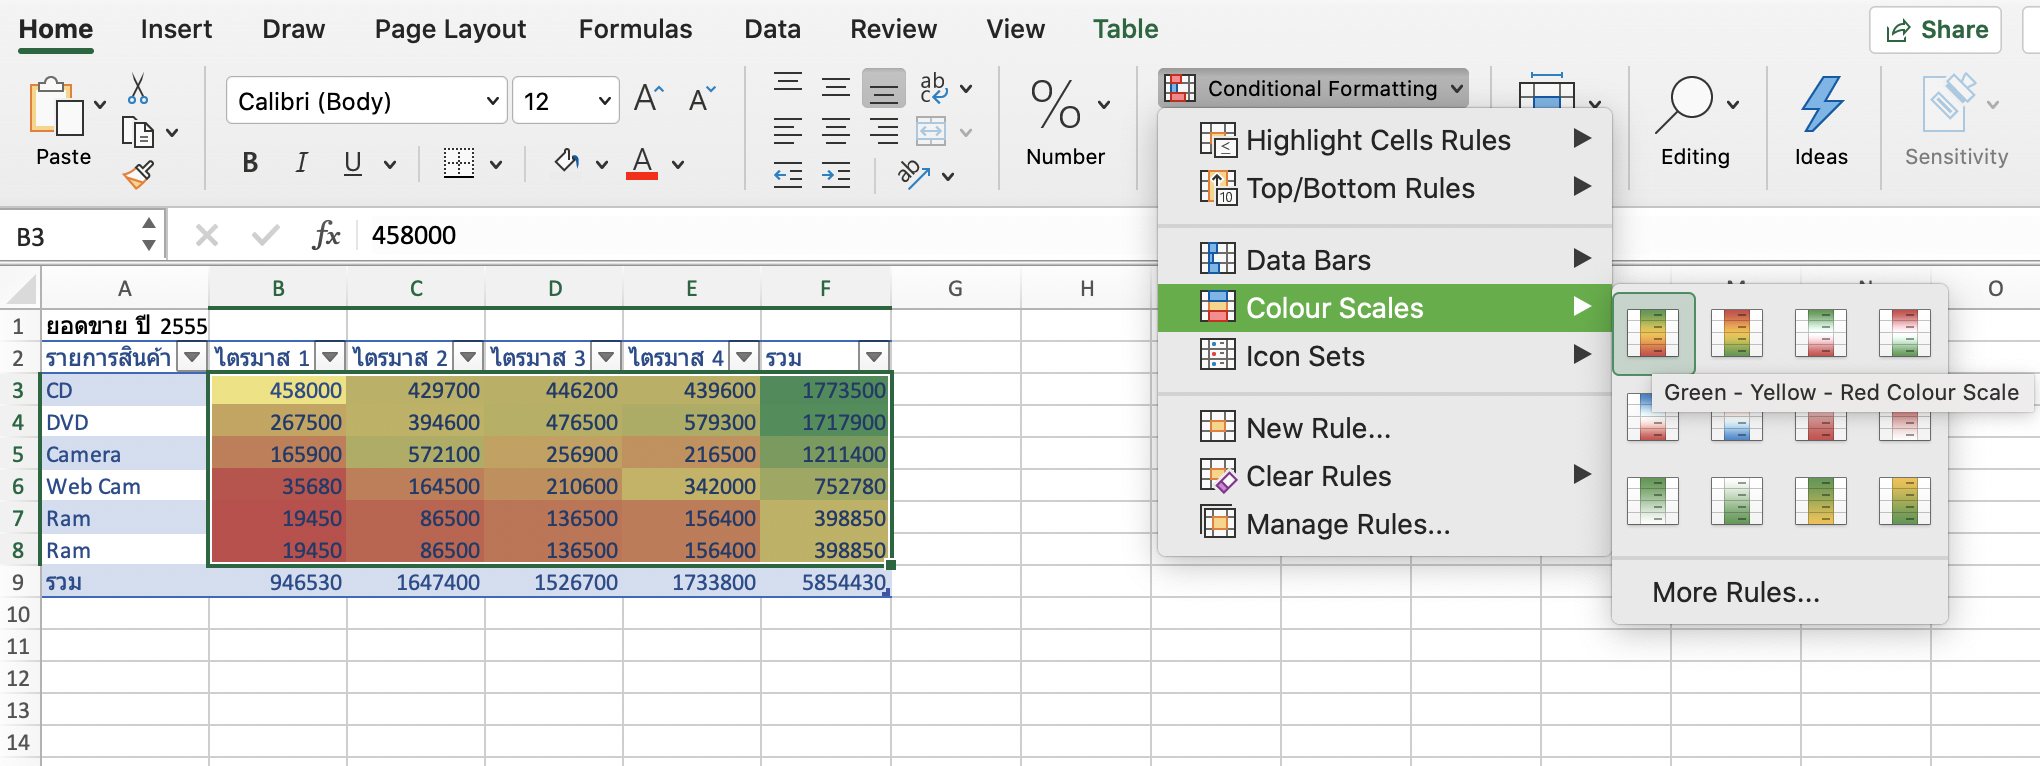 Home Insert Draw Page Layout Formulas Data Review View Table Share
Paste
Calibri (Body) 12 A A
B I U A
ab
c
ab
%
Number
Conditional Formatting
Editing
Ideas
Sensitivity
Highlight Cells Rules
Top/Bottom Rules
10
Data Bars
Colour Scales
Icon Sets
New Rule...
Clear Rules
Manage Rules...
Green - Yellow - Red Colour Scale
More Rules...
B3 fx 458000
A B C D E F G H O
1 ยอดขาย ปี 2555
2 รายการสินค้า ไตรมาส 1 ไตรมาส 2 ไตรมาส 3 ไตรมาส 4 รวม
3 CD 458000 429700 446200 439600 1773500
4 DVD 267500 394600 476500 579300 1717900
5 Camera 165900 572100 256900 216500 1211400
6 Web Cam 35680 164500 210600 342000 752780
7 Ram 19450 86500 136500 156400 398850
8 Ram 19450 86500 136500 156400 398850
9 รวม 946530 1647400 1526700 1733800 5854430
10
11
12
13
14